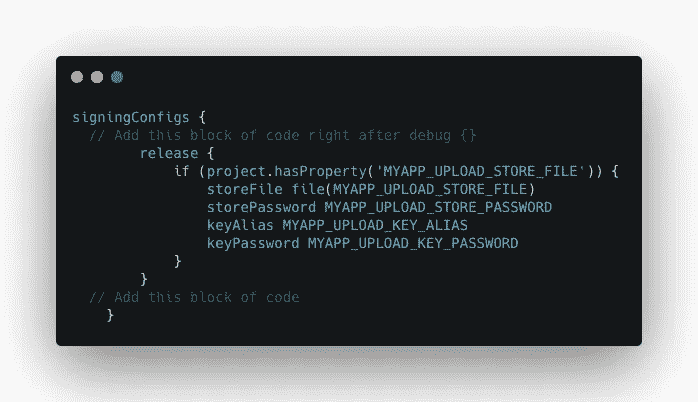 signingConfigs {
// Add this block of code right after debug {}
release {
if (project.hasProperty('MYAPP_UPLOAD_STORE_FILE')) {
storeFile file(MYAPP_UPLOAD_STORE_FILE)
storePassword MYAPP_UPLOAD_STORE_PASSWORD
keyAlias MYAPP_UPLOAD_KEY_ALIAS
keyPassword MYAPP_UPLOAD_KEY_PASSWORD
}
}
// Add this block of code
}